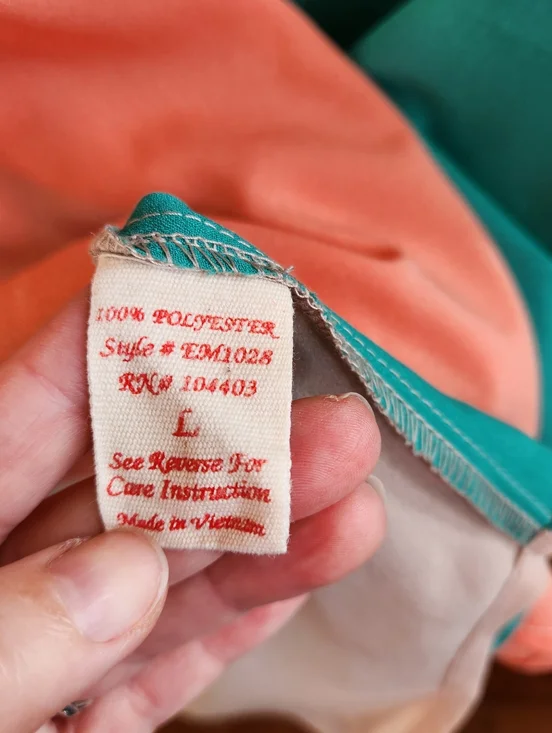 100% POLYESTER
Style # EM1028
RN# 104403
L
See Reverse For
Care Instruction
Made in Vietnam